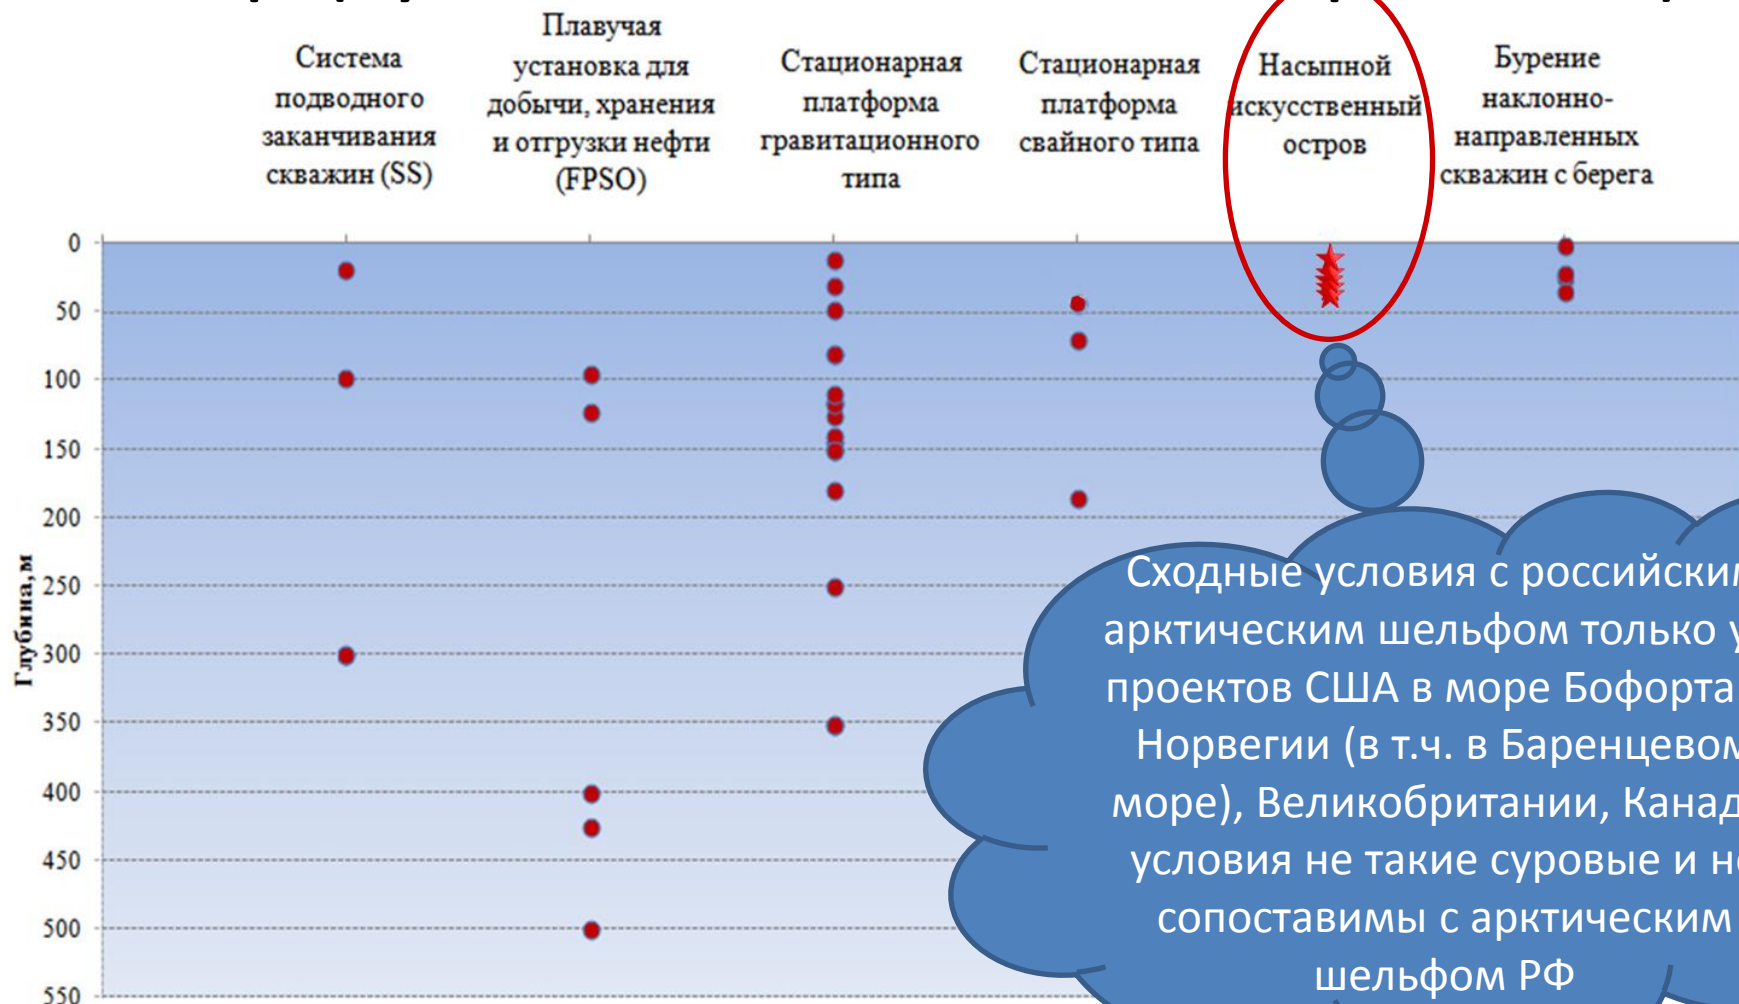 Система
подводного
заканчивания
скважин (SS)
Плавучая
установка для
добычи, хранения
и отгрузки нефти
(FPSO)
Стационарная
платформа
гравитационного
типа
Стационарная
платформа
свайного типа
Насыпной
искусственный
остров
Бурение
наклонно-
направленных
скважин с берега
Глубина,м
0
50
100
150
200
250
300
350
400
450
500
550
Сходные условия с российским
арктическим шельфом только у
проектов США в море Бофорта
Норвегии (в т.ч. в Баренцевом
море), Великобритании, Канад
условия не такие суровые и не
сопоставимы с арктическим
шельфом РФ